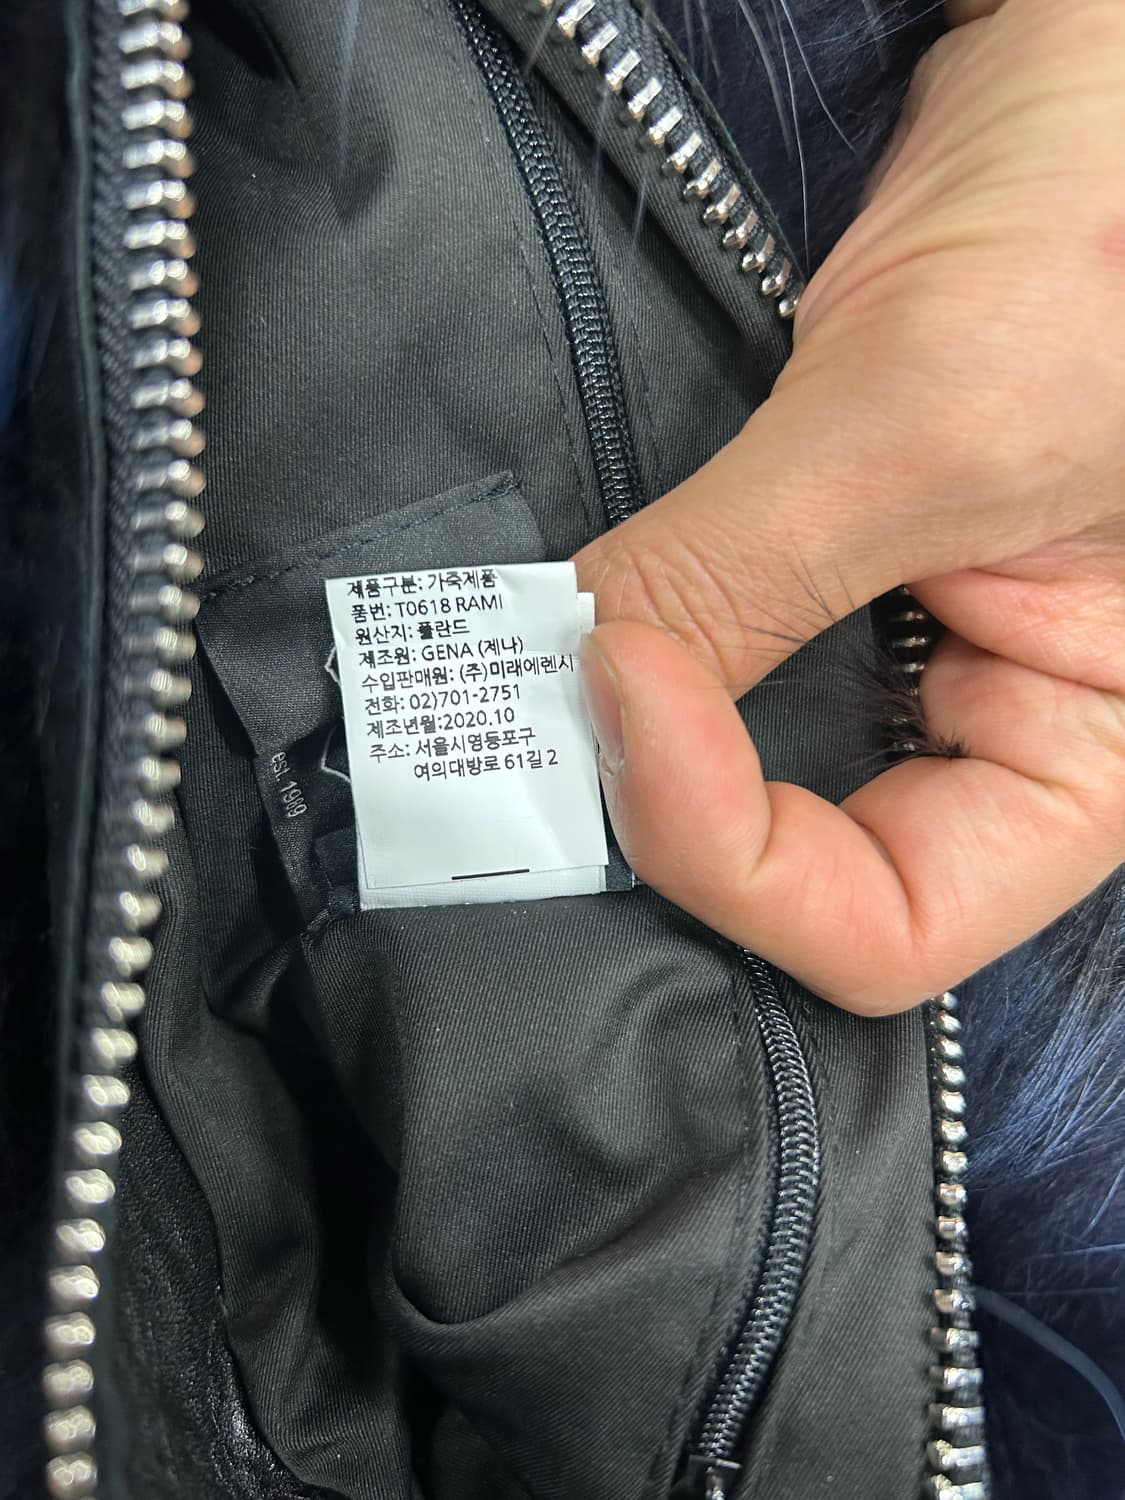 제품구분: 가죽제품
품번: T0618 RAMI
원산지: 폴란드
제조원: GENA (제나)
수입판매원: (주)미래에렌시
전화: 02)701-2751
제조년월:2020.10
주소: 서울시영등포구
여의대방로 61길 2
est. 1989